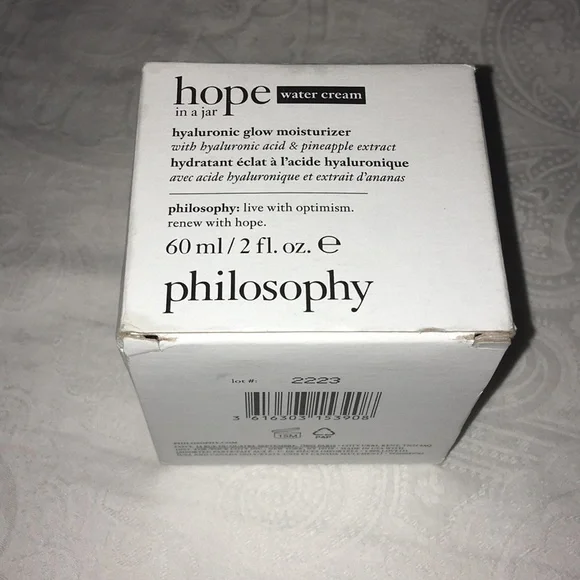 hope water cream
in a jar
hyaluronic glow moisturizer
with hyaluronic acid & pineapple extract
hydratant éclat à l'acide hyaluronique
avec acide hyaluronique et extrait d'ananas
philosophy: live with optimism.
renew with hope.
60 ml / 2 fl. oz. ℮
philosophy
lot #: 2223
3 616303 153908
PAP